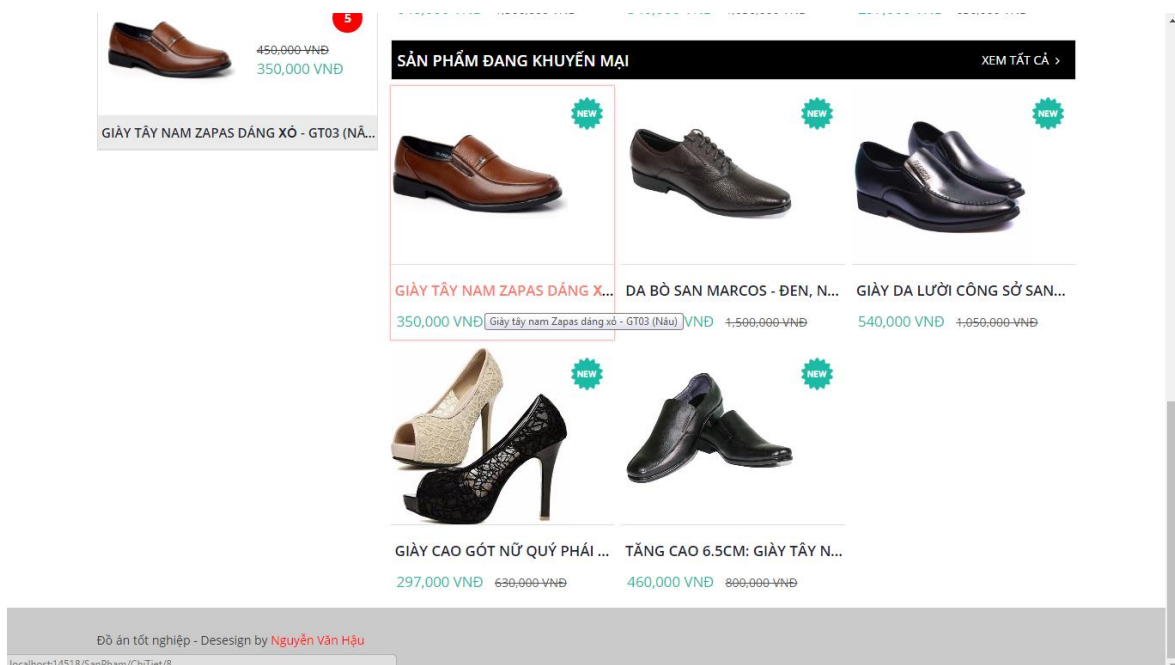 5
450,000 VNĐ
350,000 VNĐ
GIÀY TÂY NAM ZAPAS DÁNG XỎ - GT03 (NÂ...
SẢN PHẨM ĐANG KHUYẾN MẠI
XEM TẤT CẢ >
NEW
NEW
NEW
GIÀY TÂY NAM ZAPAS DÁNG X...
DA BÒ SAN MARCOS - ĐEN, N...
GIÀY DA LƯỜI CÔNG SỞ SAN...
350,000 VNĐ
Giày tây nam Zapas dáng xỏ - GT03 (Nâu)
VNĐ 1,500,000 VNĐ
540,000 VNĐ 1,050,000 VNĐ
NEW
NEW
GIÀY CAO GÓT NỮ QUÝ PHÁI ...
TĂNG CAO 6.5CM: GIÀY TÂY N...
297,000 VNĐ 630,000 VNĐ
460,000 VNĐ 800,000 VNĐ
Đồ án tốt nghiệp - Desesign by Nguyễn Văn Hậu
localhost:14518/SanPham/ChiTiet/8